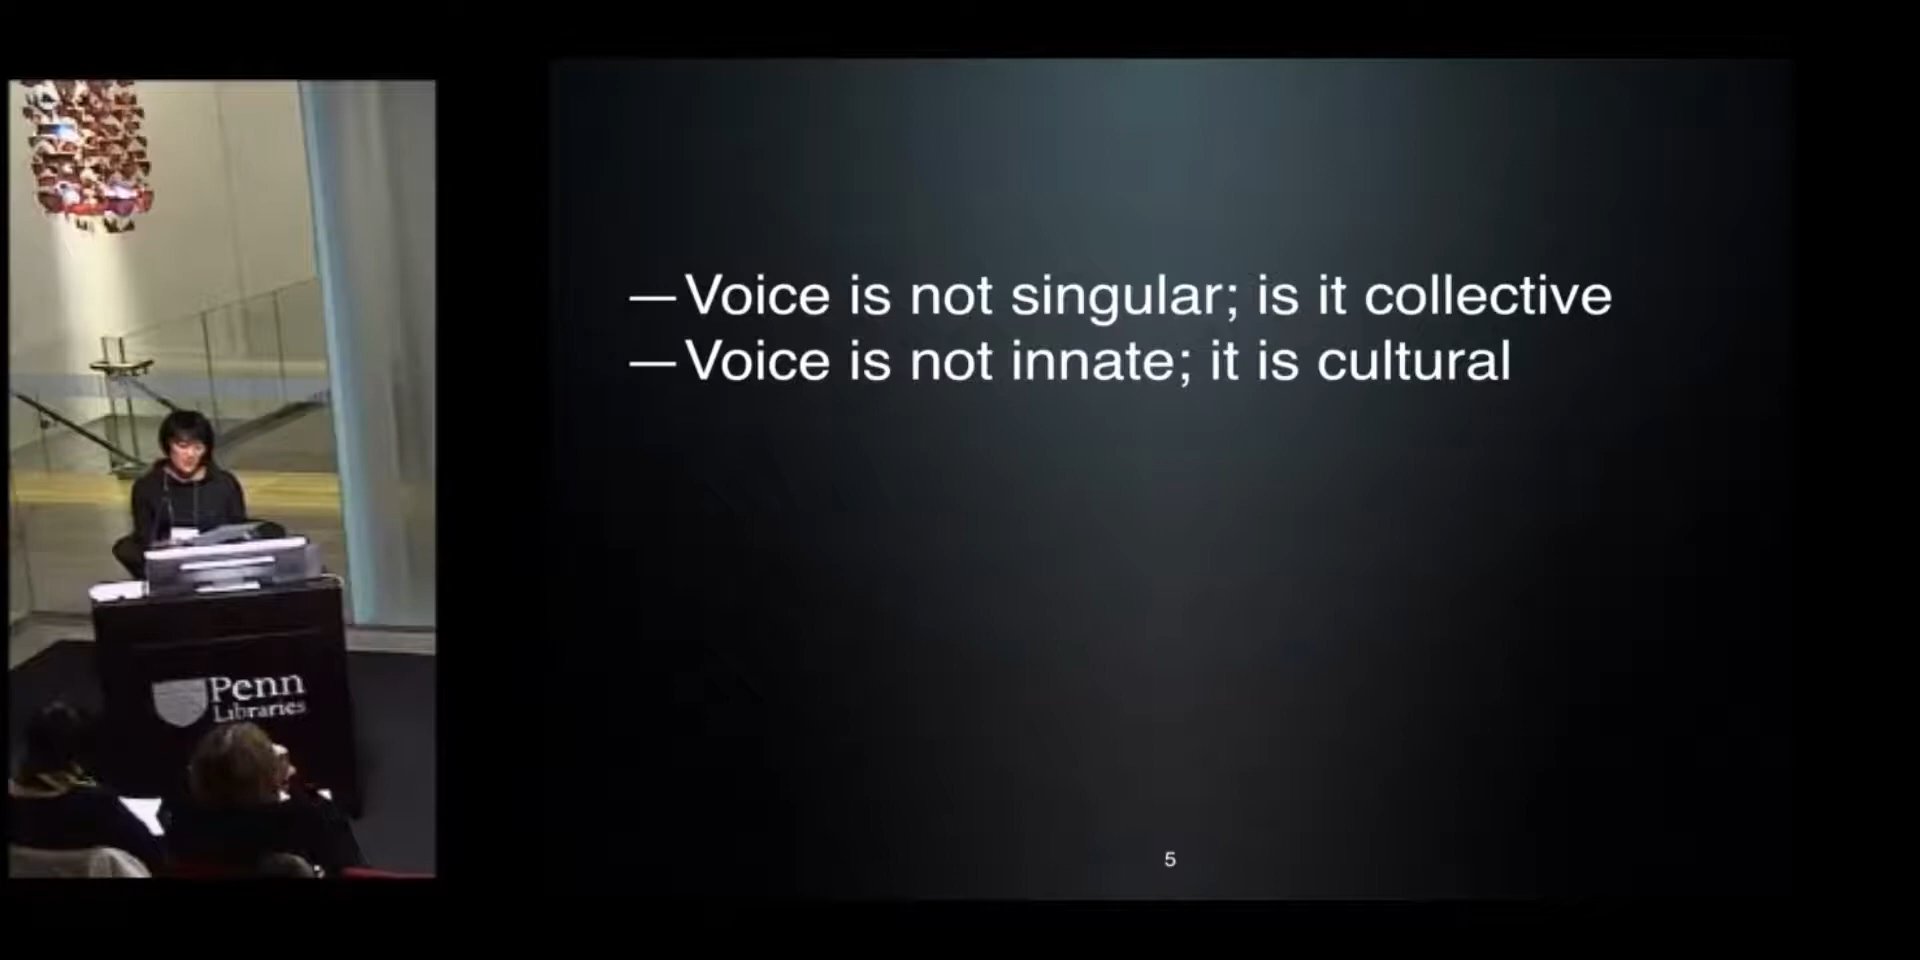 —Voice is not singular; is it collective
—Voice is not innate; it is cultural
5
Penn
Libraries